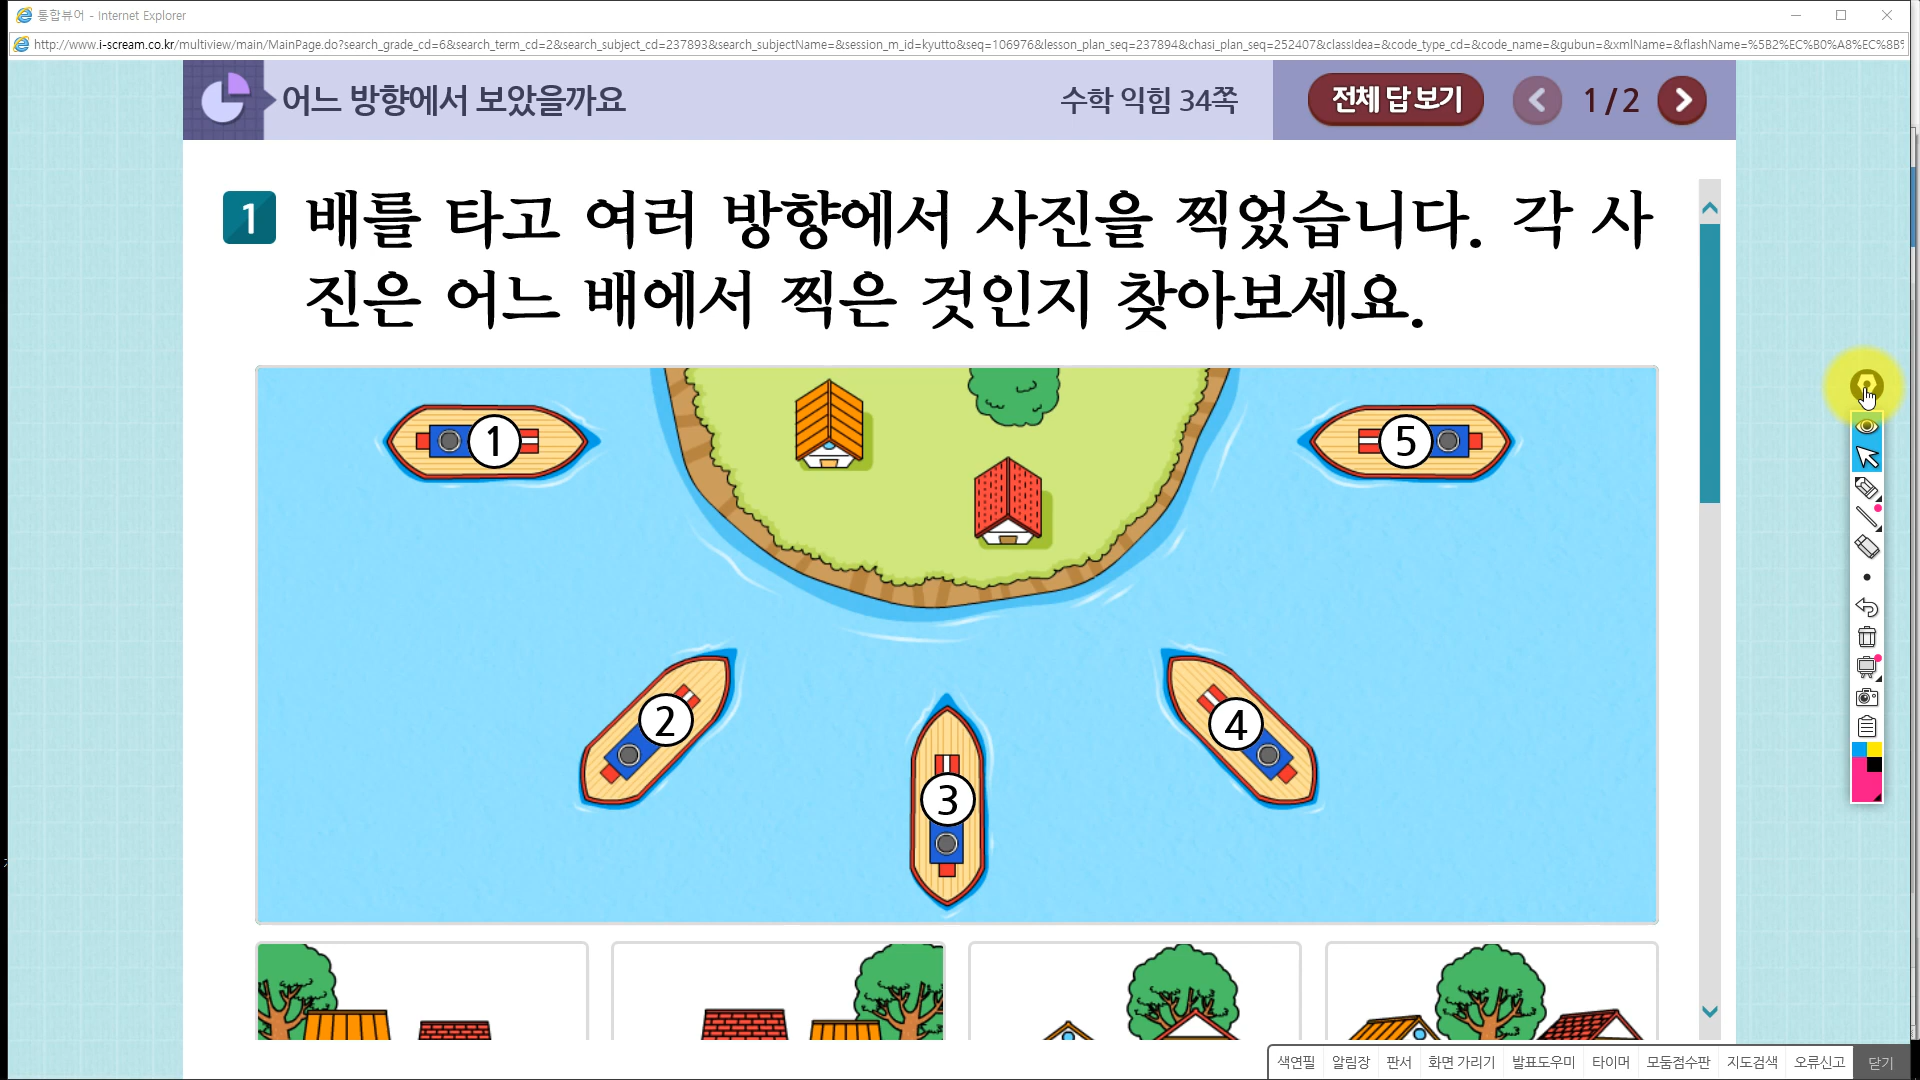 통합뷰어 - Internet Explorer
http://www.i-scream.co.kr/multiview/main/MainPage.do?search_grade_cd=6&search_term_cd=2&search_subject_cd=237893&search_subjectName=&session_m_id=kyutto&seq=106976&lesson_plan_seq=237894&chasi_plan_seq=252407&classIdea=&code_type_cd=&code_name=&gubun=&xmlName=&flashName=%5B2%EC%B0%A8%EC%8B%
어느 방향에서 보았을까요 수학 익힘 34쪽 전체 답 보기 1 / 2
1 배를 타고 여러 방향에서 사진을 찍었습니다. 각 사
진은 어느 배에서 찍은 것인지 찾아보세요.
1
5
2
4
3
색연필 알림장 판서 화면 가리기 발표도우미 타이머 모둠점수판 지도검색 오류신고 닫기